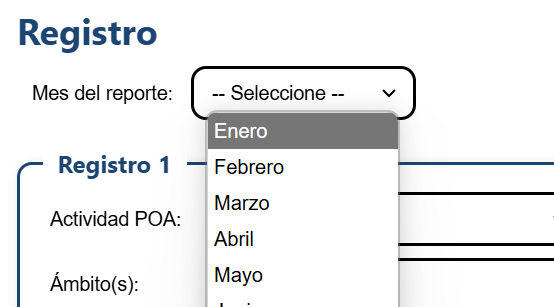 Registro
Mes del reporte: -- Seleccione --
Enero
Registro 1
Febrero
Marzo
Actividad POA:
Abril
Mayo
Ámbito(s):